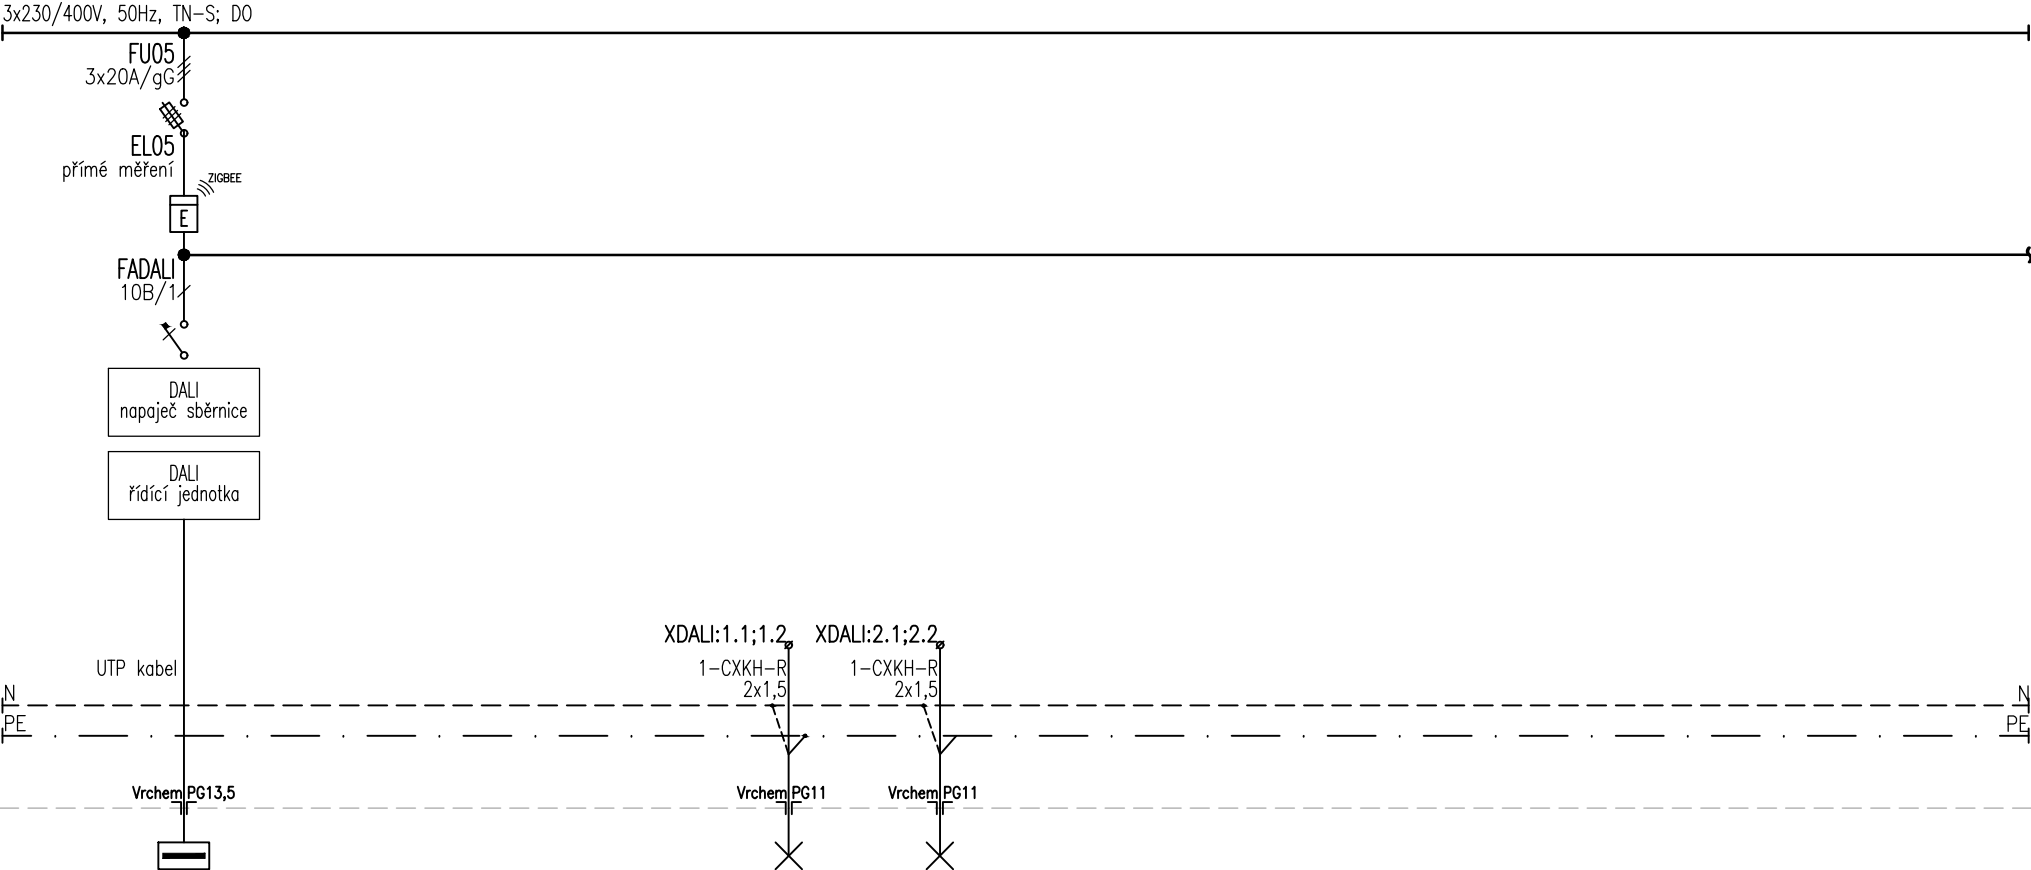 3x230/400V, 50Hz, TN-S; DO
FU05
3x20A/gG
EL05
přímé měření
ZIGBEE
E
FADALI
10B/1
DALI
napaječ sběrnice
DALI
řídící jednotka
XDALI:1.1;1.2
XDALI:2.1;2.2
UTP kabel
1-CXKH-R
2x1,5
1-CXKH-R
2x1,5
N
N
PE
PE
Vrchem PG13,5
Vrchem PG11
Vrchem PG11